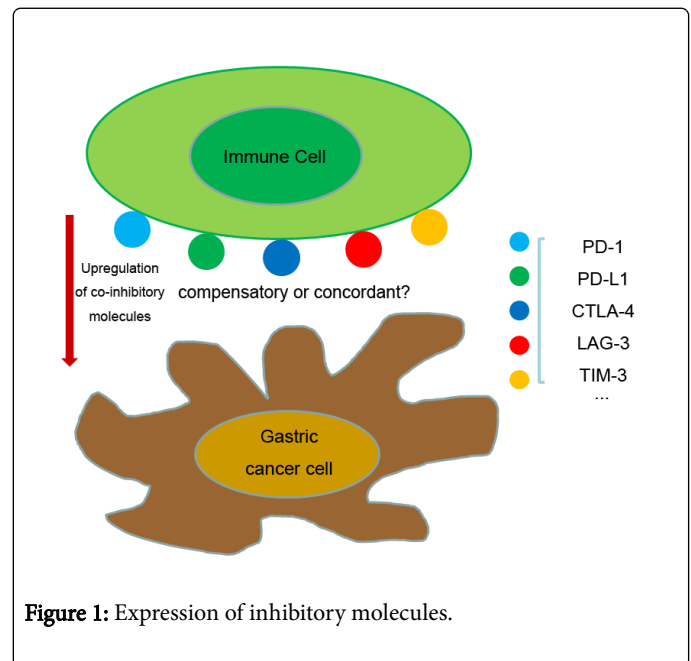 Immune Cell
Upregulation
of co-inhibitory
molecules
compensatory or concordant?
PD-1
PD-L1
CTLA-4
LAG-3
TIM-3
...
Gastric
cancer cell
Figure 1: Expression of inhibitory molecules.